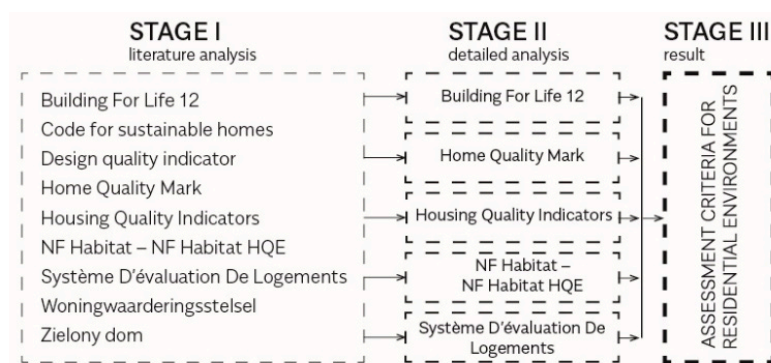 STAGE I
literature analysis
Building For Life 12
Code for sustainable homes
Design quality indicator
Home Quality Mark
Housing Quality Indicators
NF Habitat – NF Habitat HQE
Système D'évaluation De Logements
Woningwaarderingsstelsel
Zielony dom
STAGE II
detailed analysis
Building For Life 12
Home Quality Mark
Housing Quality Indicators
NF Habitat –
NF Habitat HQE
Système D'évaluation De
Logements
STAGE III
result
ASSESSMENT CRITERIA FOR
RESIDENTIAL ENVIRONMENTS